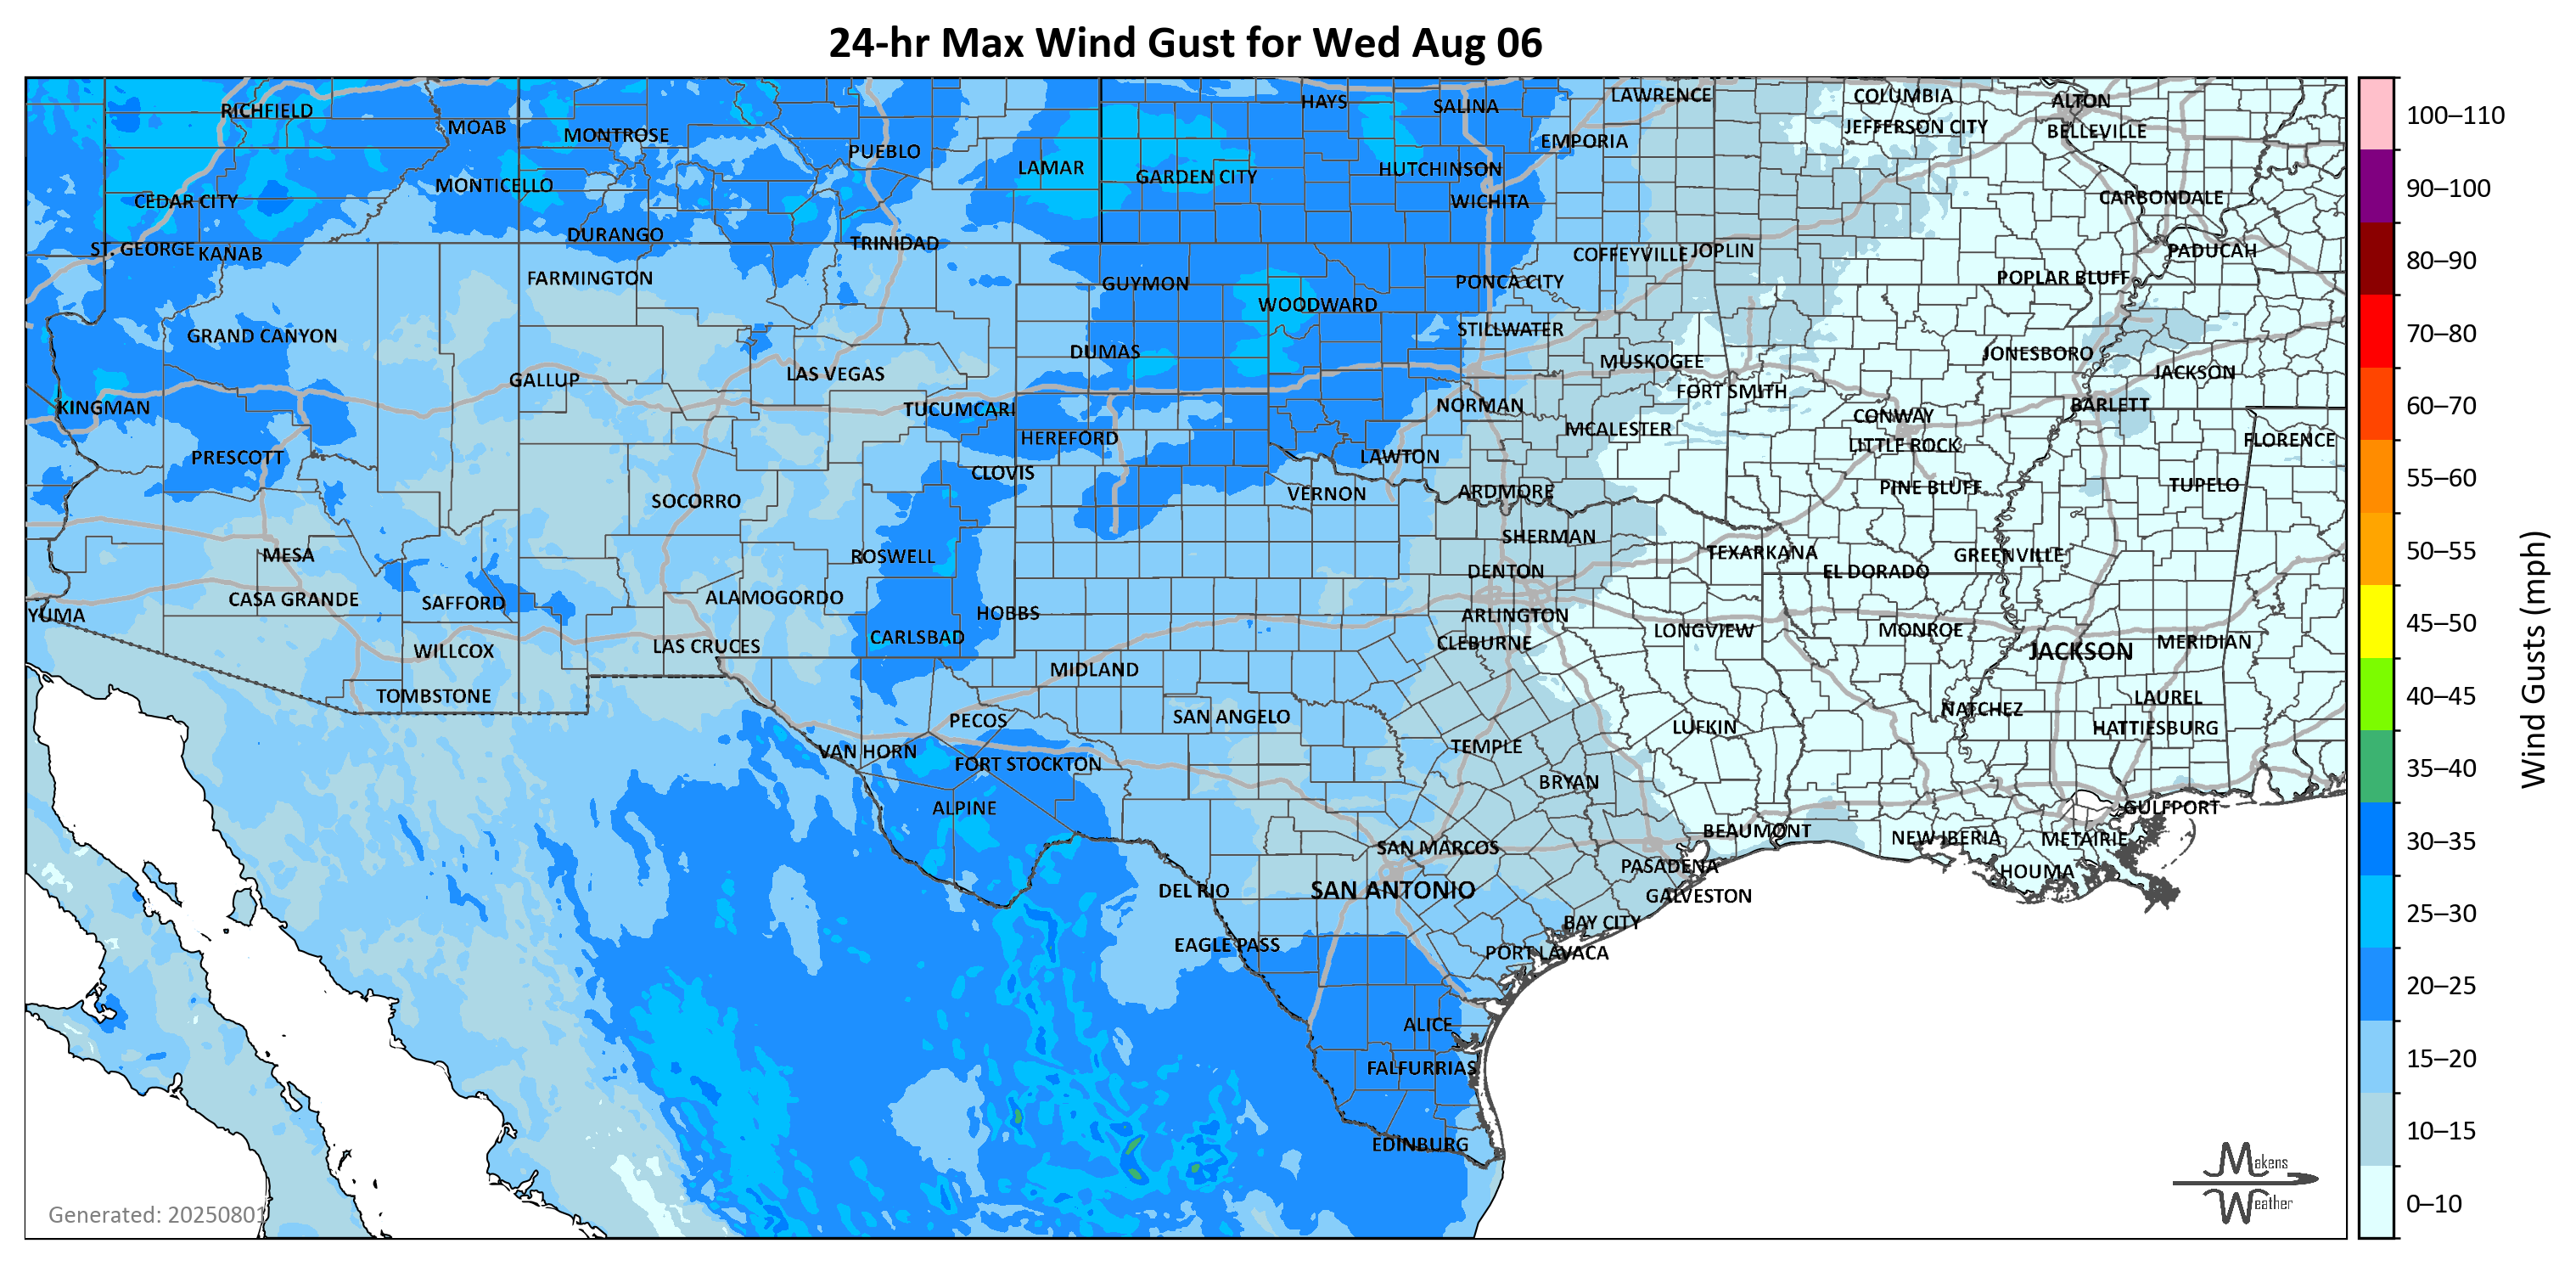 24-hr Max Wind Gust for Wed Aug 06
RICHFIELD
MOAB
MONTROSE
PUEBLO
LAMAR
HAYS
SALINA
LAWRENCE
COLUMBIA
ALTON
JEFFERSON CITY
BELLEVILLE
EMPORIA
GARDEN CITY
HUTCHINSON
WICHITA
MONTICELLO
CEDAR CITY
CARBONDALE
DURANGO
TRINIDAD
ST. GEORGE
KANAB
COFFEYVILLE
JOPLIN
PADUCAH
FARMINGTON
GUYMON
PONCA CITY
POPLAR BLUFF
WOODWARD
GRAND CANYON
STILLWATER
DUMAS
MUSKOGEE
JONESBORO
GALLUP
LAS VEGAS
JACKSON
FORT SMITH
KINGMAN
TUCUMCARI
NORMAN
CONWAY
BARLETT
HEREFORD
MCALESTER
LITTLE ROCK
FLORENCE
PRESCOTT
CLOVIS
LAWTON
VERNON
ARDMORE
PINE BLUFF
TUPELO
SOCORRO
SHERMAN
MESA
ROSWELL
TEXARKANA
GREENVILLE
DENTON
EL DORADO
CASA GRANDE
SAFFORD
ALAMOGORDO
YUMA
HOBBS
ARLINGTON
CARLSBAD
CLEBURNE
LONGVIEW
MONROE
JACKSON
MERIDIAN
WILLCOX
LAS CRUCES
MIDLAND
TOMBSTONE
LAUREL
PECOS
SAN ANGELO
NATCHEZ
LUFKIN
HATTIESBURG
VAN HORN
FORT STOCKTON
TEMPLE
BRYAN
ALPINE
GULFPORT
BEAUMONT
NEW IBERIA
METAIRIE
SAN MARCOS
PASADENA
HOUMA
DEL RIO
SAN ANTONIO
GALVESTON
BAY CITY
EAGLE PASS
PORT LAVACA
ALICE
FALFURRIAS
EDINBURG
Generated: 20250801
Makens
Weather
100–110
90–100
80–90
70–80
60–70
55–60
50–55
45–50
40–45
35–40
30–35
25–30
20–25
15–20
10–15
0–10
Wind Gusts (mph)